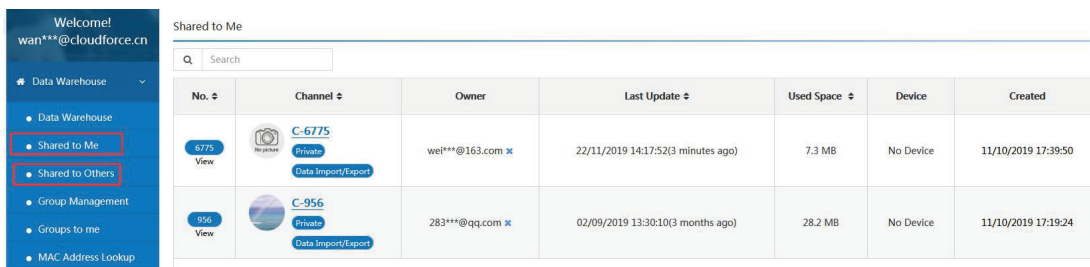 Welcome!
wan***@cloudforce.cn
Data Warehouse
Data Warehouse
Shared to Me
Shared to Others
Group Management
Groups to me
MAC Address Lookup
Shared to Me
Search
No. Channel Owner Last Update Used Space Device Created
6775
View
No picture
C-6775
Private
Data Import/Export
wei***@163.com
22/11/2019 14:17:52(3 minutes ago)
7.3 MB
No Device
11/10/2019 17:39:50
956
View
C-956
Private
Data Import/Export
283***@qq.com
02/09/2019 13:30:10(3 months ago)
28.2 MB
No Device
11/10/2019 17:19:24